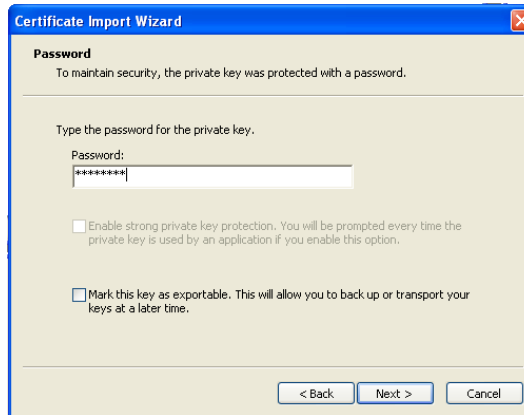 Certificate Import Wizard
Password
To maintain security, the private key was protected with a password.
Type the password for the private key.
Password:
********
Enable strong private key protection. You will be prompted every time the
private key is used by an application if you enable this option.
Mark this key as exportable. This will allow you to back up or transport your
keys at a later time.
< Back
Next >
Cancel